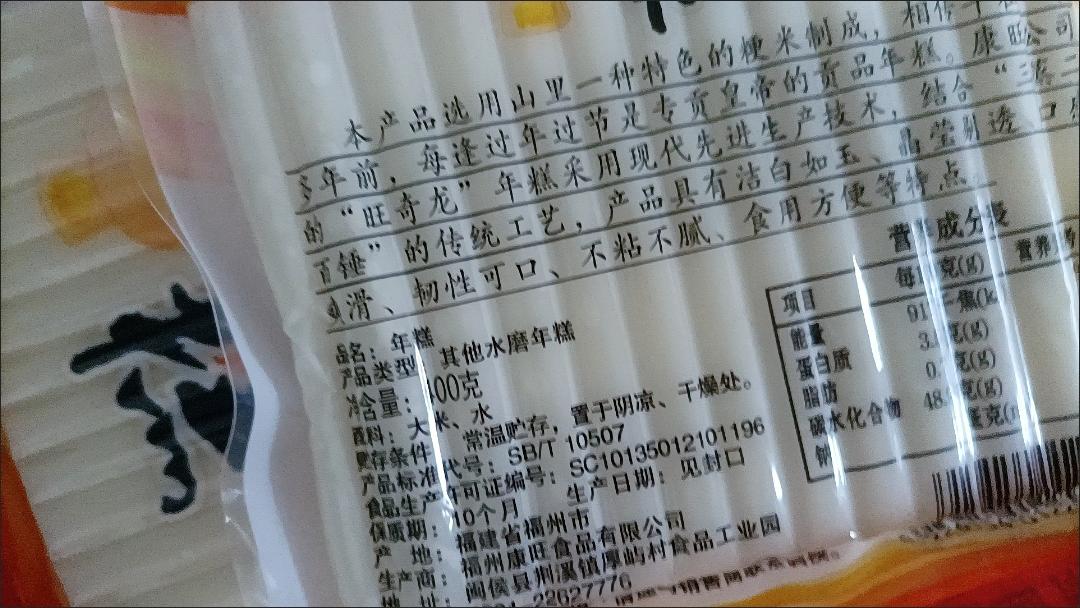 本产品选用山里一种特色的粳米制成，相传
多年前，每逢过年过节是专贡皇帝的贡品年糕。康旺公司
的“旺奇龙”年糕采用现代先进生产技术，结合“三
百锤”的传统工艺，产品具有洁白如玉、晶莹剔透、口
爽滑、韧性可口、不粘不腻、食用方便等特点。
营养成分表
项目
能量
蛋白质
脂肪
碳水化合物
钠
品名：年糕
产品类型：其他水磨年糕
净含量：400克
配料：大米、水
贮存条件：常温贮存，置于阴凉、干燥处。
产品标准代号：SB/T 10507
食品生产许可证编号：SC10135012101196
保质期：10个月 生产日期：见封口
产 地：福建省福州市
生产商：福州康旺食品有限公司
地 址：闽侯县荆溪镇厚屿村食品工业园
22627776